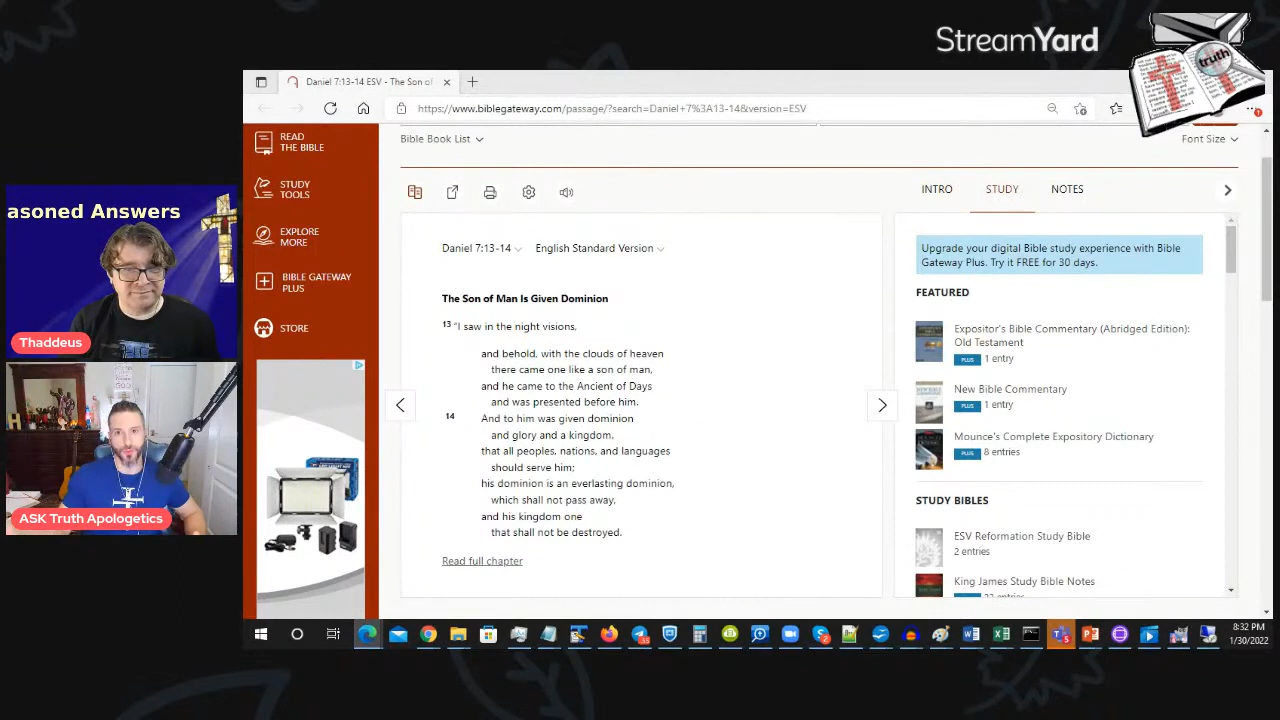 StreamYard
truth
Daniel 7:13-14 ESV - The Son of
https://www.biblegateway.com/passage/?search=Daniel+7%3A13-14&version=ESV
READ
THE BIBLE
STUDY
TOOLS
EXPLORE
MORE
BIBLE GATEWAY
PLUS
STORE
Bible Book List
Font Size
INTRO
STUDY
NOTES
Daniel 7:13-14
English Standard Version
The Son of Man Is Given Dominion
13 “I saw in the night visions,
and behold, with the clouds of heaven
there came one like a son of man,
and he came to the Ancient of Days
and was presented before him.
14 And to him was given dominion
and glory and a kingdom,
that all peoples, nations, and languages
should serve him;
his dominion is an everlasting dominion,
which shall not pass away,
and his kingdom one
that shall not be destroyed.
Read full chapter
Upgrade your digital Bible study experience with Bible
Gateway Plus. Try it FREE for 30 days.
FEATURED
Expositor's Bible Commentary (Abridged Edition):
Old Testament
PLUS 1 entry
New Bible Commentary
PLUS 1 entry
Mounce's Complete Expository Dictionary
PLUS 8 entries
STUDY BIBLES
ESV Reformation Study Bible
2 entries
King James Study Bible Notes
asoned Answers
Thaddeus
ASK Truth Apologetics
8:32 PM
1/30/2022